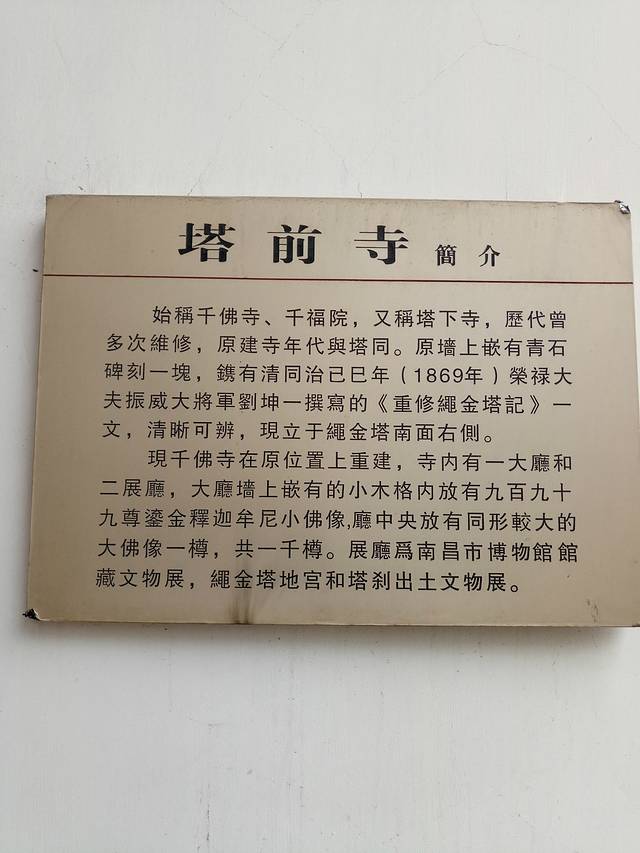 塔前寺 簡介
始稱千佛寺、千福院，又稱塔下寺，歷代曾
多次維修，原建寺年代與塔同。原墻上嵌有青石
碑刻一塊，鐫有清同治已巳年（1869年）榮禄大
夫振威大將軍劉坤一撰寫的《重修繩金塔記》一
文，清晰可辨，現立于繩金塔南面右側。
現千佛寺在原位置上重建，寺内有一大廳和
二展廳，大廳墻上嵌有的小木格内放有九百九十
九尊鎏金釋迦牟尼小佛像,廳中央放有同形較大的
大佛像一樽，共一千樽。展廳爲南昌市博物館館
藏文物展，繩金塔地宫和塔刹出土文物展。